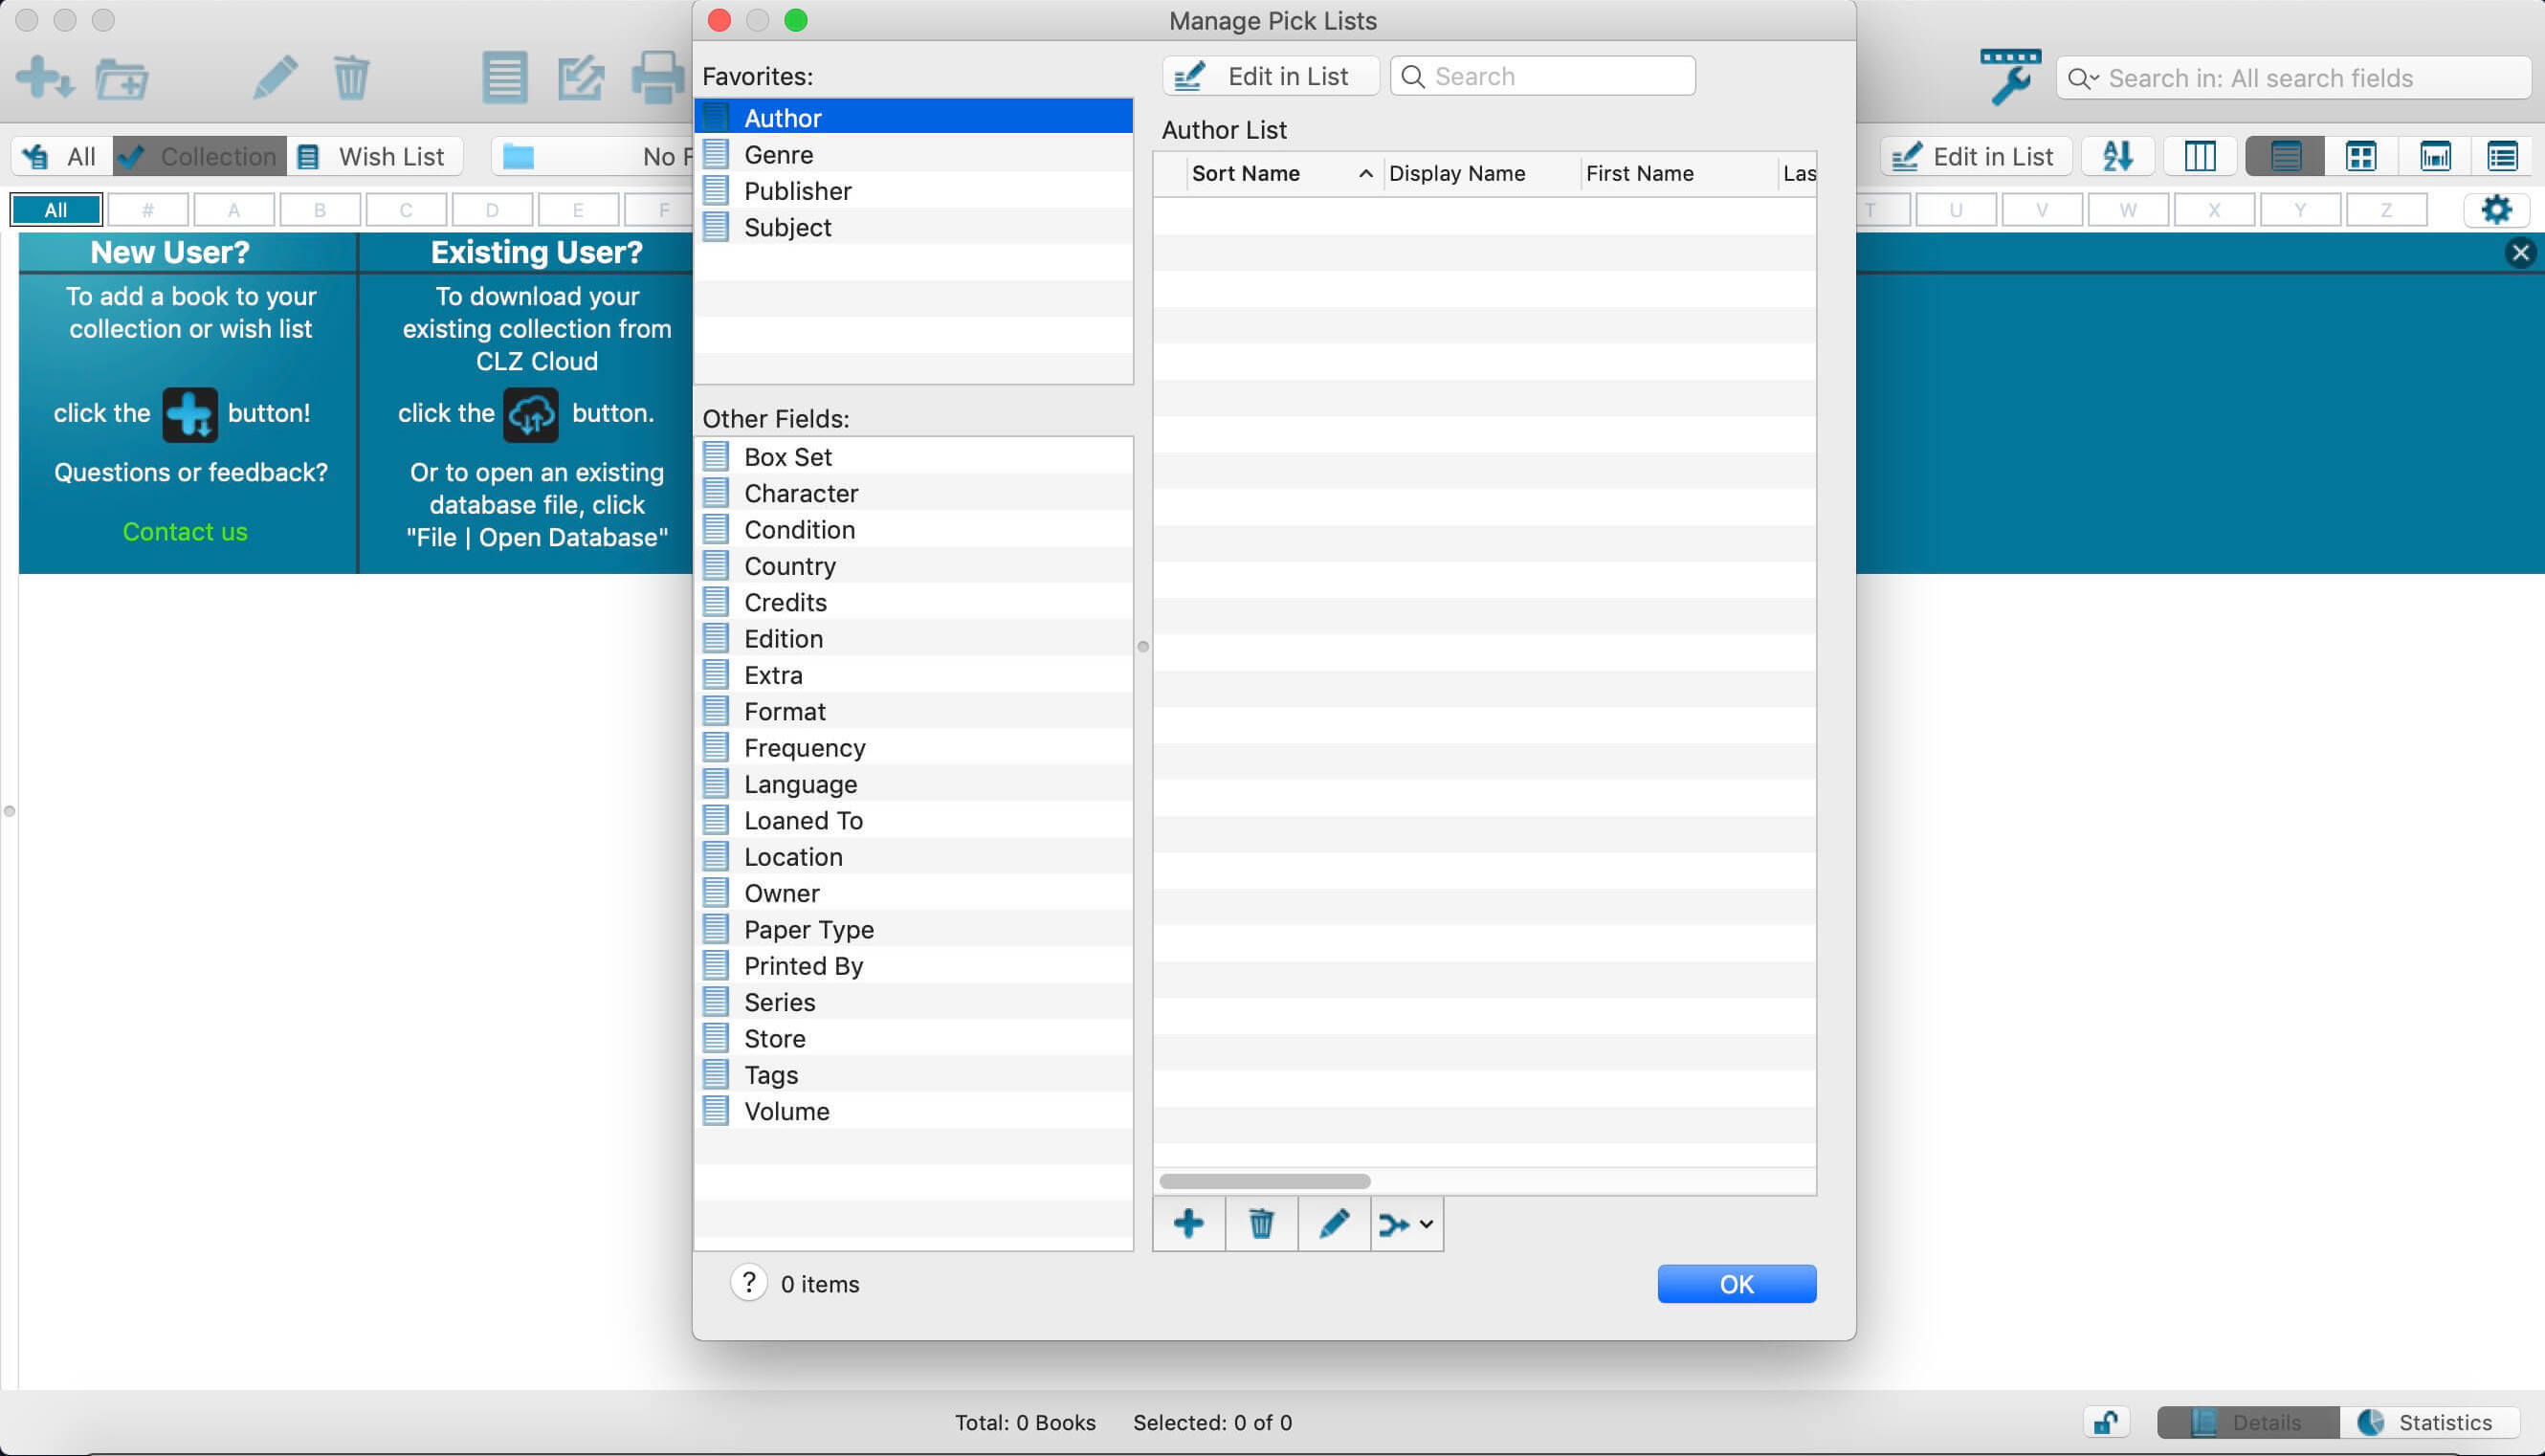 Manage Pick Lists
Search in: All search fields
All
Collection
Wish List
No F
Edit in List
All
#
A
B
C
D
E
F
T
U
V
W
X
Y
Z
New User?
To add a book to your
collection or wish list
click the button!
Questions or feedback?
Contact us
Existing User?
To download your
existing collection from
CLZ Cloud
click the button.
Or to open an existing
database file, click
"File | Open Database"
Favorites:
Author
Genre
Publisher
Subject
Other Fields:
Box Set
Character
Condition
Country
Credits
Edition
Extra
Format
Frequency
Language
Loaned To
Location
Owner
Paper Type
Printed By
Series
Store
Tags
Volume
Edit in List
Search
Author List
Sort Name
Display Name
First Name
Las
? 0 items
OK
Total: 0 Books
Selected: 0 of 0
Details
Statistics